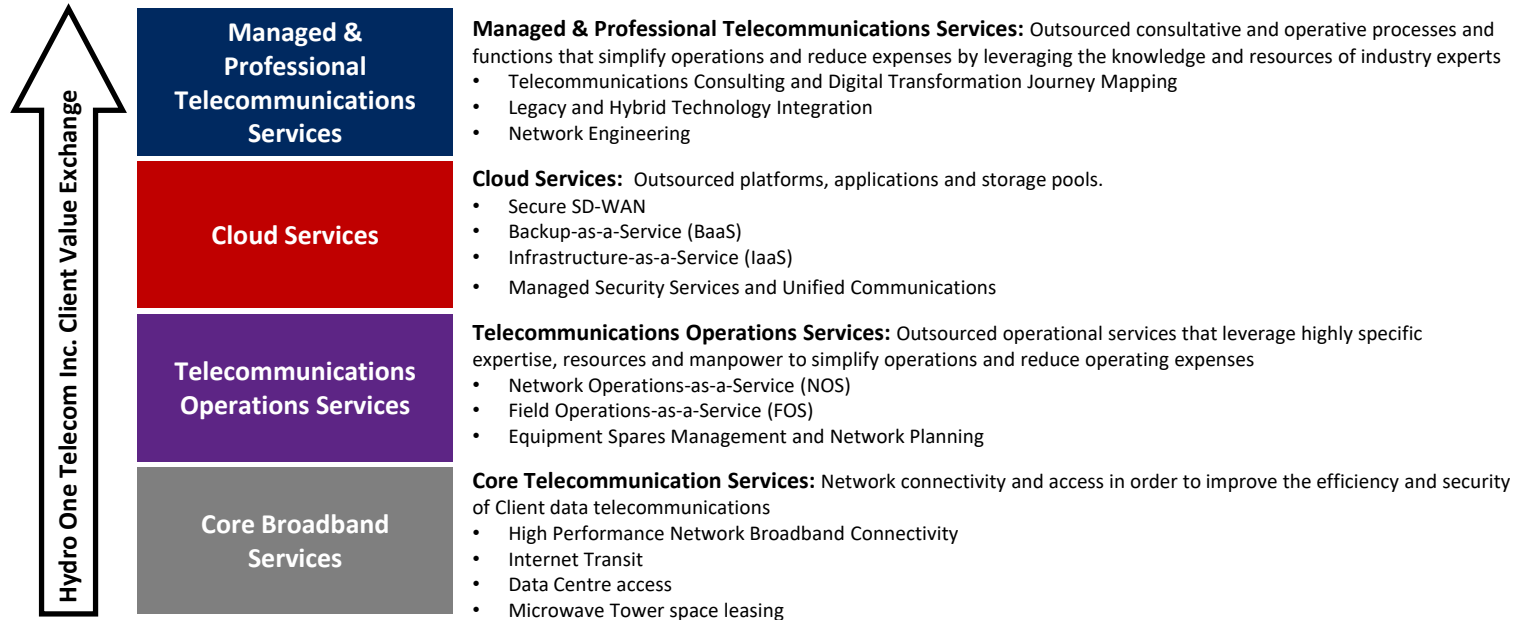 Hydro One Telecom Inc. Client Value Exchange
Managed &
Professional
Telecommunications
Services
Managed & Professional Telecommunications Services: Outsourced consultative and operative processes and
functions that simplify operations and reduce expenses by leveraging the knowledge and resources of industry experts
• Telecommunications Consulting and Digital Transformation Journey Mapping
• Legacy and Hybrid Technology Integration
• Network Engineering
Cloud Services
Cloud Services: Outsourced platforms, applications and storage pools.
• Secure SD-WAN
• Backup-as-a-Service (BaaS)
• Infrastructure-as-a-Service (IaaS)
• Managed Security Services and Unified Communications
Telecommunications
Operations Services
Telecommunications Operations Services: Outsourced operational services that leverage highly specific
expertise, resources and manpower to simplify operations and reduce operating expenses
• Network Operations-as-a-Service (NOS)
• Field Operations-as-a-Service (FOS)
• Equipment Spares Management and Network Planning
Core Broadband
Services
Core Telecommunication Services: Network connectivity and access in order to improve the efficiency and security
of Client data telecommunications
• High Performance Network Broadband Connectivity
• Internet Transit
• Data Centre access
• Microwave Tower space leasing